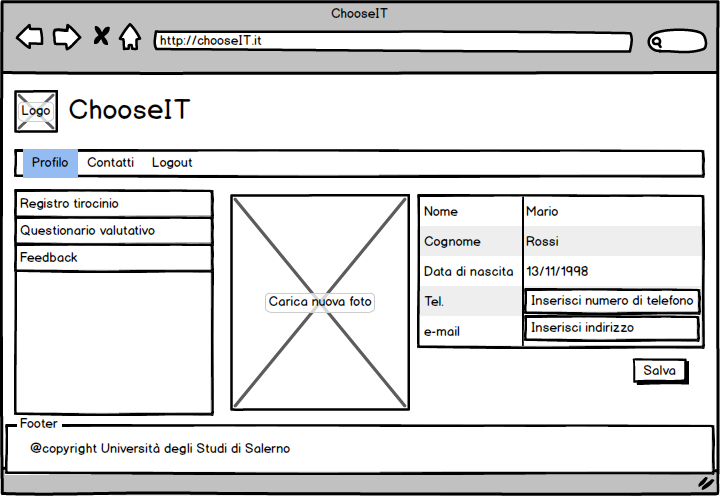 ChooseIT
http://chooseIT.it
Logo
ChooseIT
Profilo Contatti Logout
Registro tirocinio
Questionario valutativo
Feedback
Carica nuova foto
Nome Mario
Cognome Rossi
Data di nascita 13/11/1998
Tel. Inserisci numero di telefono
e-mail Inserisci indirizzo
Salva
Footer
@copyright Università degli Studi di Salerno